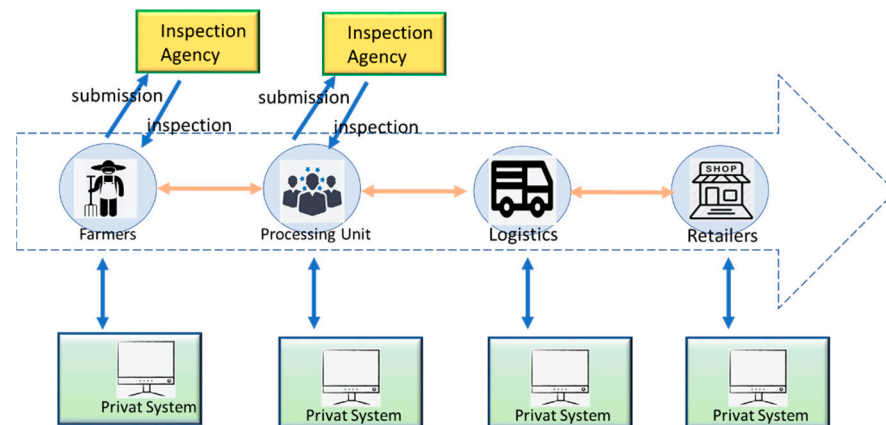 Inspection
Agency
Inspection
Agency
submission
inspection
submission
inspection
SHOP
Farmers
Processing Unit
Logistics
Retailers
Privat System
Privat System
Privat System
Privat System